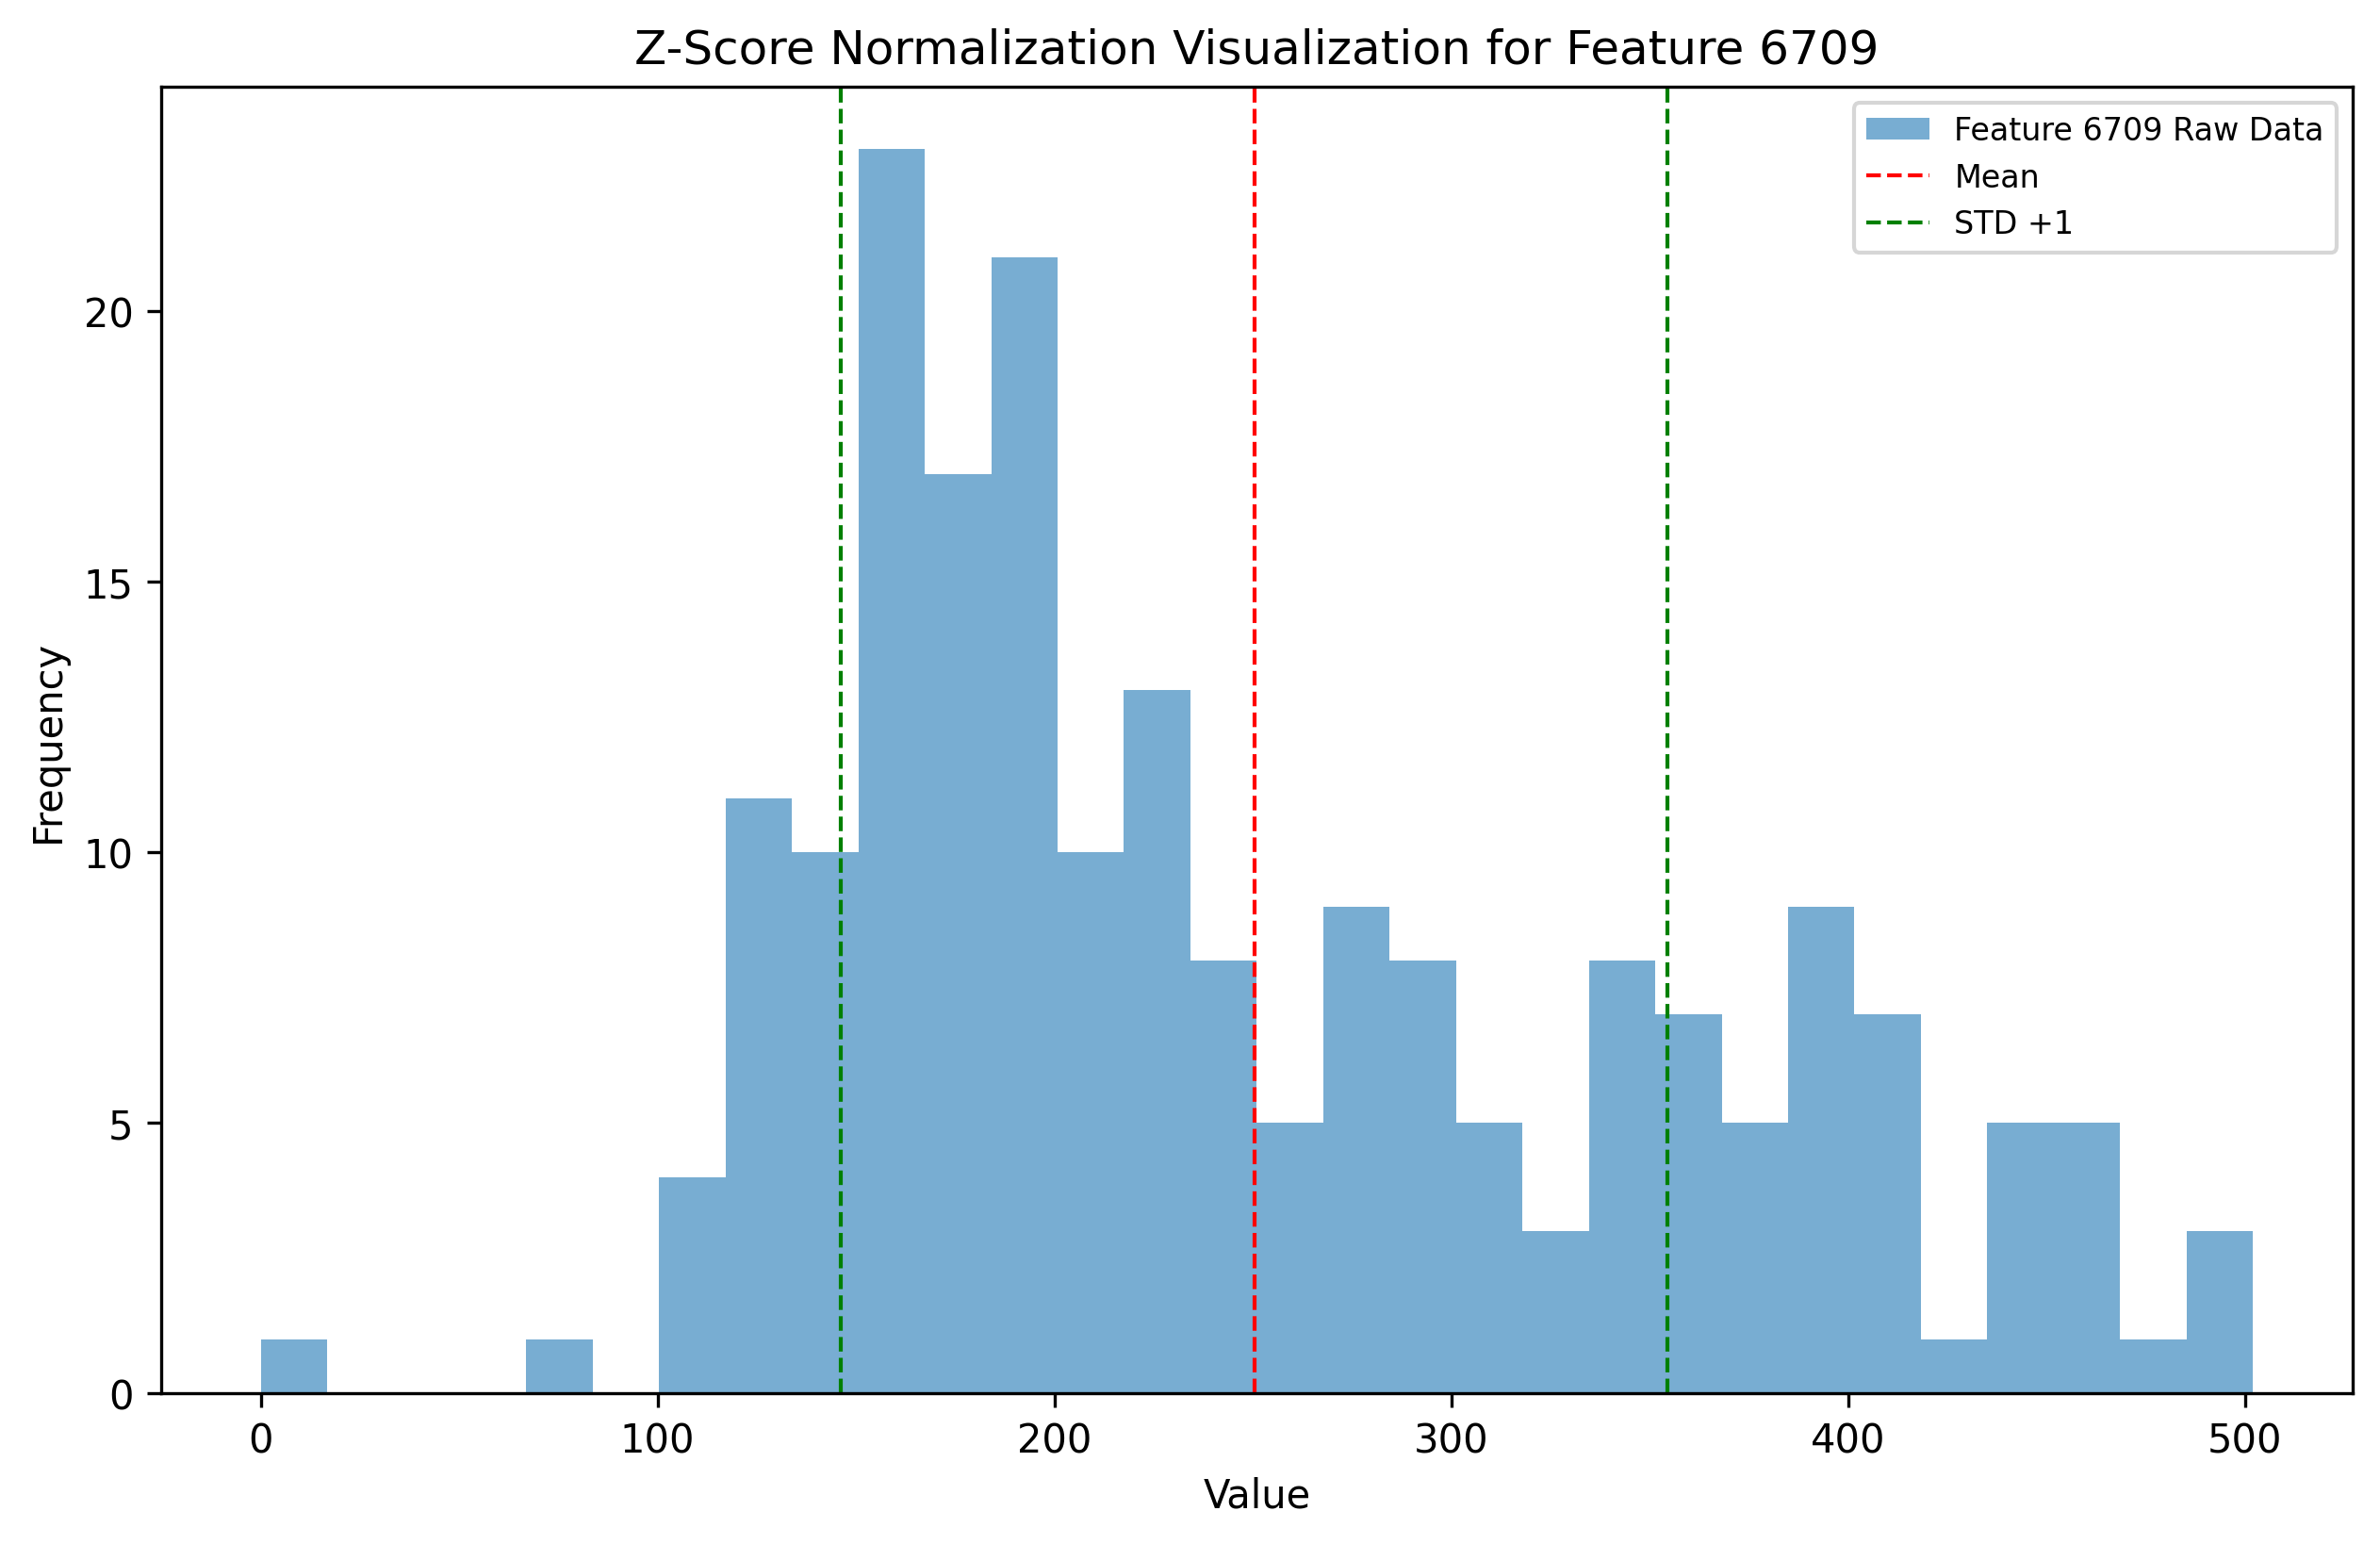 Z-Score Normalization Visualization for Feature 6709
Feature 6709 Raw Data
Mean
STD +1
20
15
10
5
0
Frequency
0 100 200 300 400 500
Value